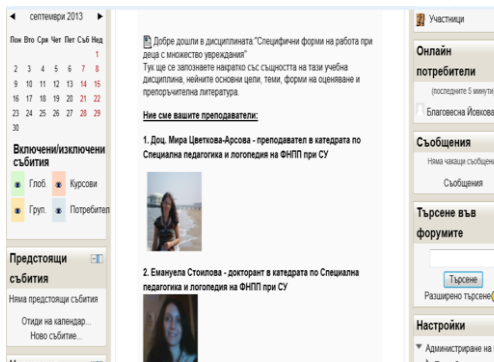 септември 2013
Пон Вто Сря Чет Пет Съб Нед
1
2 3 4 5 6 7 8
9 10 11 12 13 14 15
16 17 18 19 20 21 22
23 24 25 26 27 28 29
30
Включени/изключени
събития
Глоб. Курсови
Груп. Потребител
Предстоящи
събития
Няма предстоящи събития
Отиди на календар...
Ново събитие...
Добре дошли в дисциплината "Специфични форми на работа при
деца с множество увреждания"
Тук ще се запознаете накратко със същността на тази учебна
дисциплина, нейните основни цели, теми, форми на оценяване и
препоръчителна литература.
Ние сме вашите преподаватели:
1. Доц. Мира Цветкова-Арсова - преподавател в катедрата по
Специална педагогика и логопедия на ФНПП при СУ
2. Емануела Стоилова - докторант в катедрата по Специална
педагогика и логопедия на ФНПП при СУ
Участници
Онлайн
потребители
(последните 5 минути)
Благовесна Йовкова
Съобщения
Няма чакащи съобщен
Съобщения
Търсене във
форумите
Търсене
Разширено търсене
Настройки
Администриране на